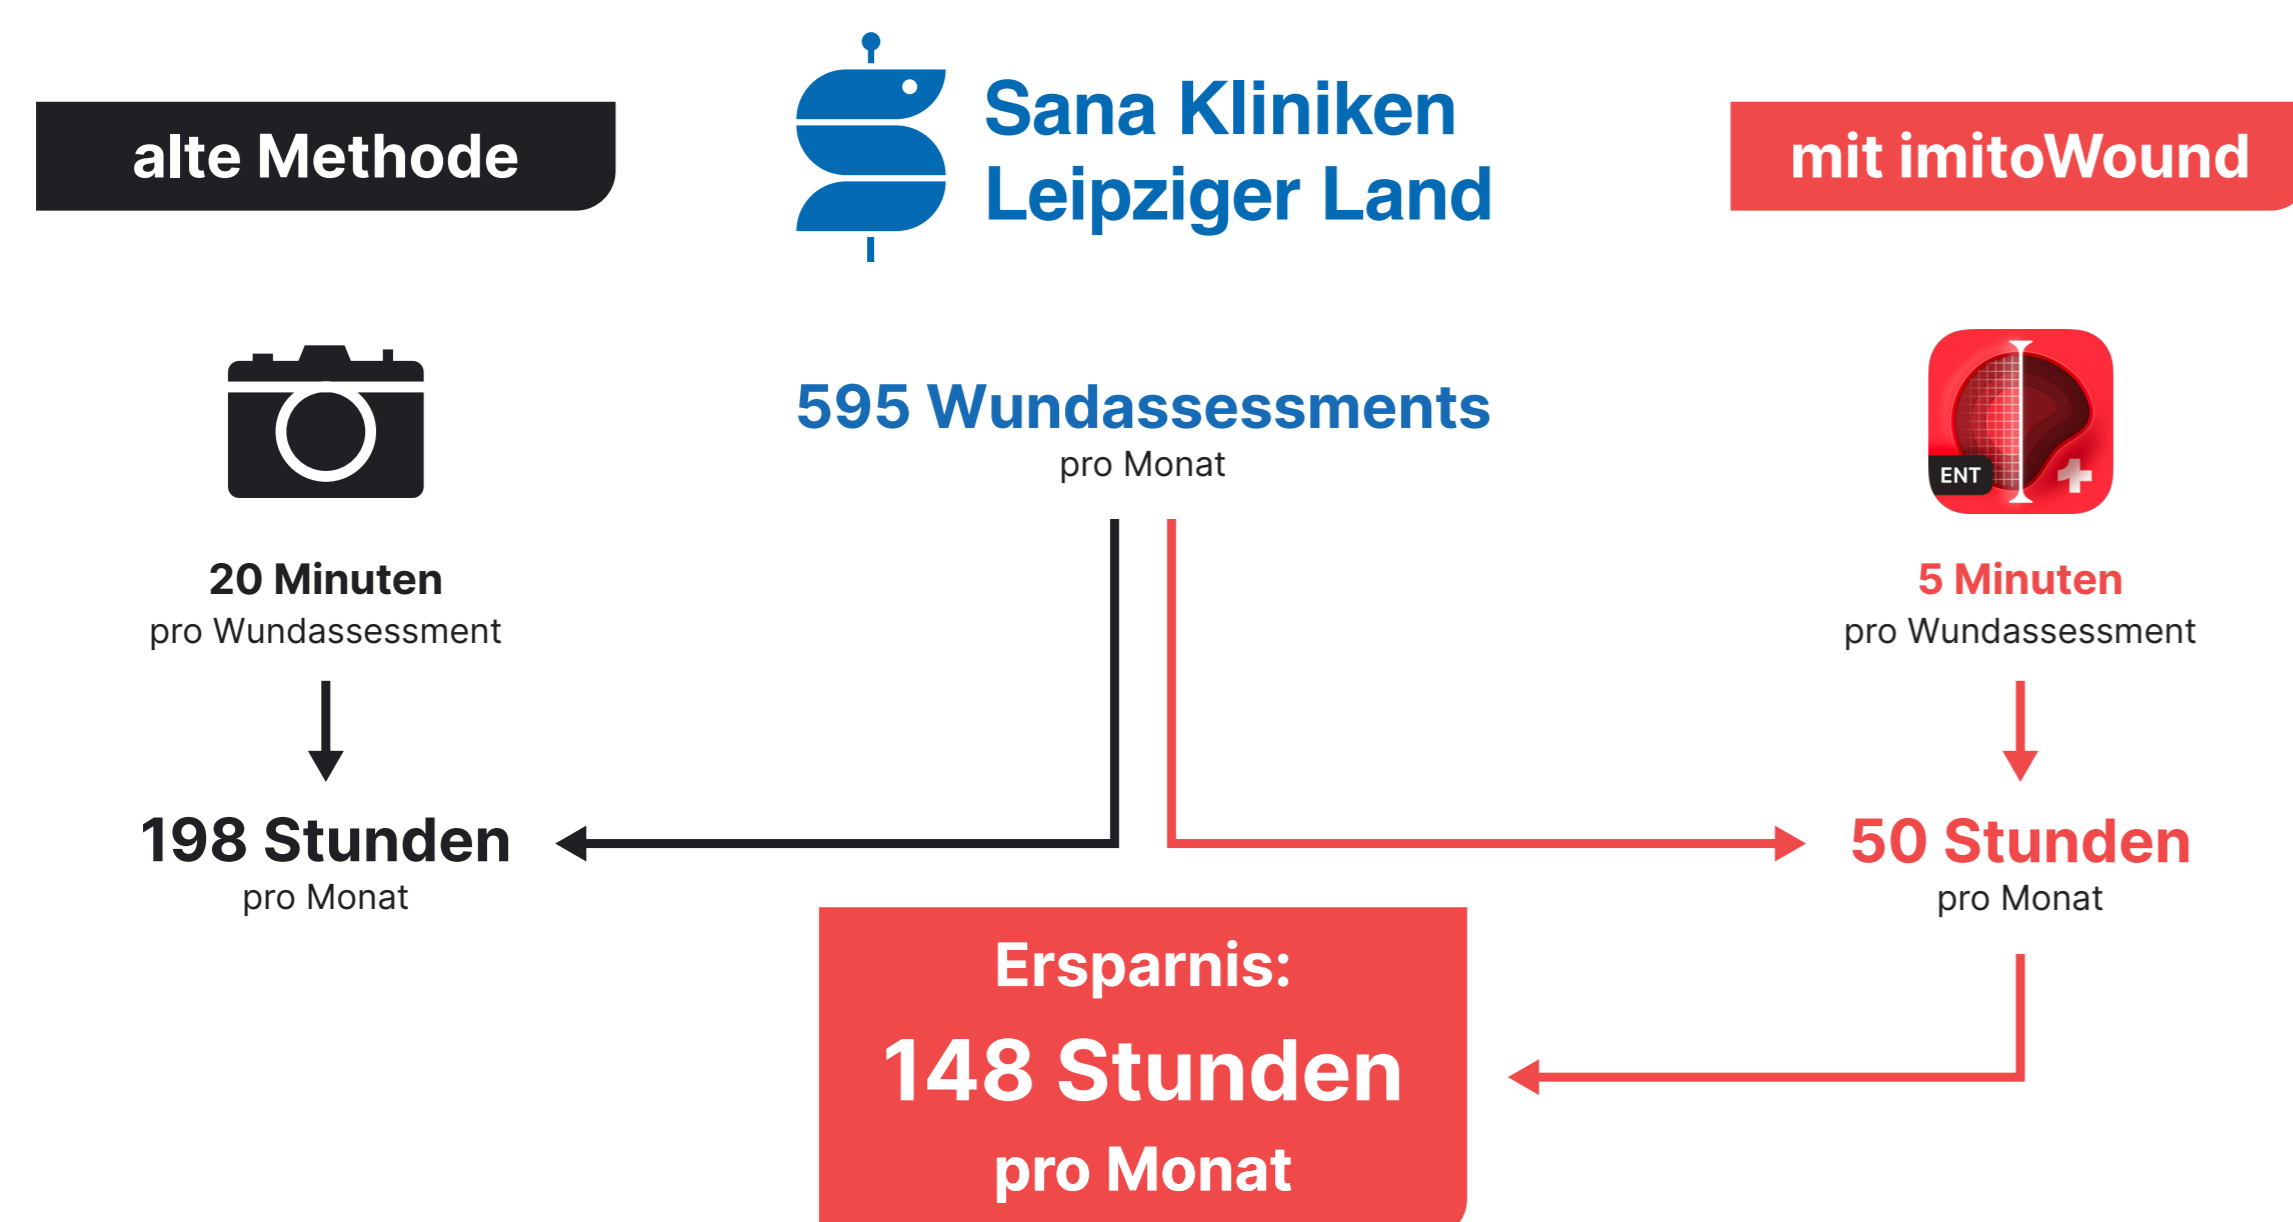 alte Methode
Sana Kliniken
Leipziger Land
mit imitoWound
595 Wundassessments
pro Monat
ENT
20 Minuten
pro Wundassessment
5 Minuten
pro Wundassessment
198 Stunden
pro Monat
50 Stunden
pro Monat
Ersparnis:
148 Stunden
pro Monat